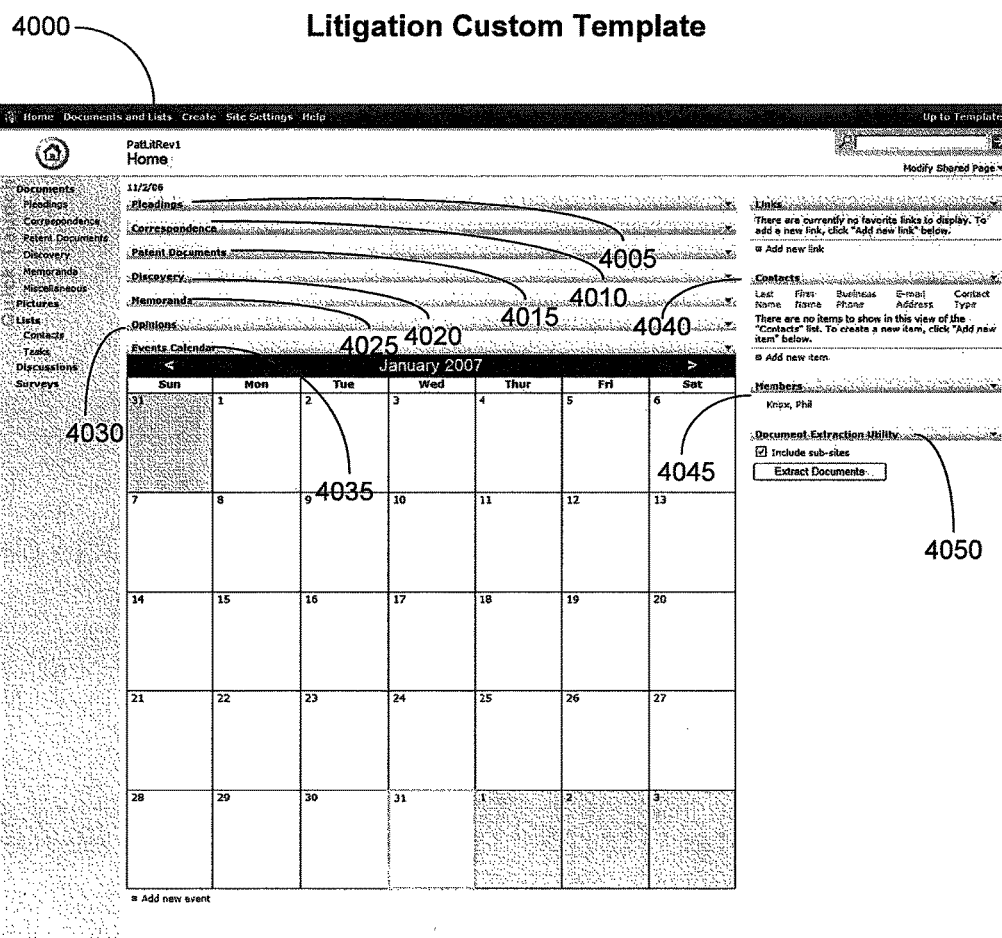 4000
Litigation Custom Template
Home Documents and Lists Create Site Settings Help
Up to Template
PatLitRev1
Home
Modify Shared Page
Documents
Pleadings
Correspondence
Patent Documents
Discovery
Memoranda
Miscellaneous
Pictures
Lists
Contacts
Tasks
Discussions
Surveys
4030
11/2/06
Pleadings
Correspondence
4005
Patent Documents
Discovery
4010
Memoranda
4015
Opinions
4020
4025
Events Calendar
< January 2007 >
Sun Mon Tue Wed Thur Fri Sat
31 1 2 3 4 5 6
4035
7 8 9 10 11 12 13
14 15 16 17 18 19 20
21 22 23 24 25 26 27
28 29 30 31 1 2 3
Add new event
Links
There are currently no favorite links to display. To
add a new link, click "Add new link" below.
Add new link
4040
Contacts
Last Name First Name Business Phone E-mail Address Contact Type
There are no items to show in this view of the
"Contacts" list. To create a new item, click "Add new
item" below.
Add new item
Members
Knox, Phil
4045
Document Extraction Utility
Include sub-sites
Extract Documents
4050